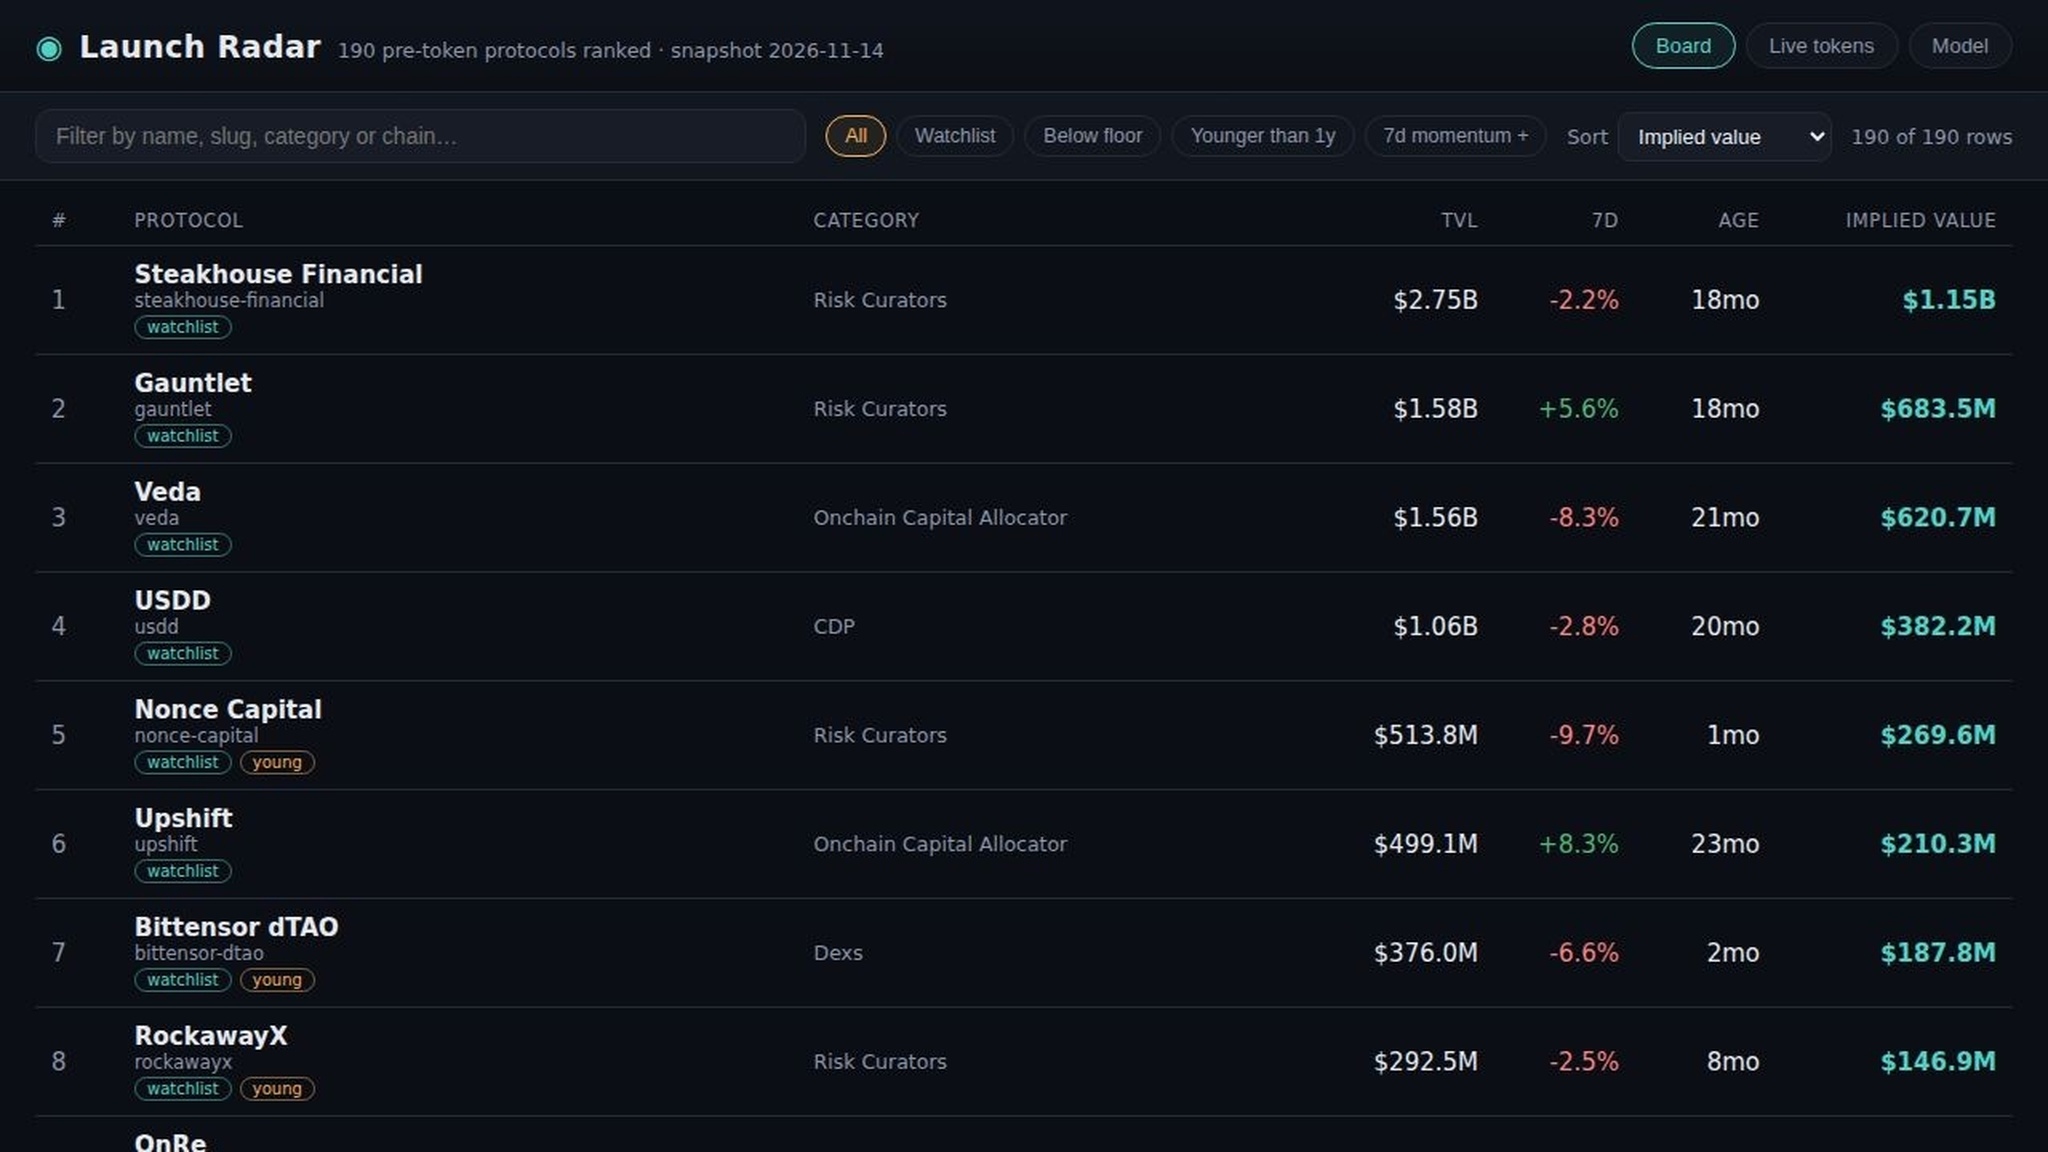 Launch Radar 190 pre-token protocols ranked · snapshot 2026-11-14 Board Live tokens Model
Filter by name, slug, category or chain... All Watchlist Below floor Younger than 1y 7d momentum + Sort Implied value 190 of 190 rows
# PROTOCOL CATEGORY TVL 7D AGE IMPLIED VALUE
1 Steakhouse Financial
steakhouse-financial Risk Curators $2.75B -2.2% 18mo $1.15B
watchlist
2 Gauntlet
gauntlet Risk Curators $1.58B +5.6% 18mo $683.5M
watchlist
3 Veda
veda Onchain Capital Allocator $1.56B -8.3% 21mo $620.7M
watchlist
4 USDD
usdd CDP $1.06B -2.8% 20mo $382.2M
watchlist
5 Nonce Capital
nonce-capital Risk Curators $513.8M -9.7% 1mo $269.6M
watchlist young
6 Upshift
upshift Onchain Capital Allocator $499.1M +8.3% 23mo $210.3M
watchlist
7 Bittensor dTAO
bittensor-dtao Dexs $376.0M -6.6% 2mo $187.8M
watchlist young
8 RockawayX
rockawayx Risk Curators $292.5M -2.5% 8mo $146.9M
watchlist young
OnRe